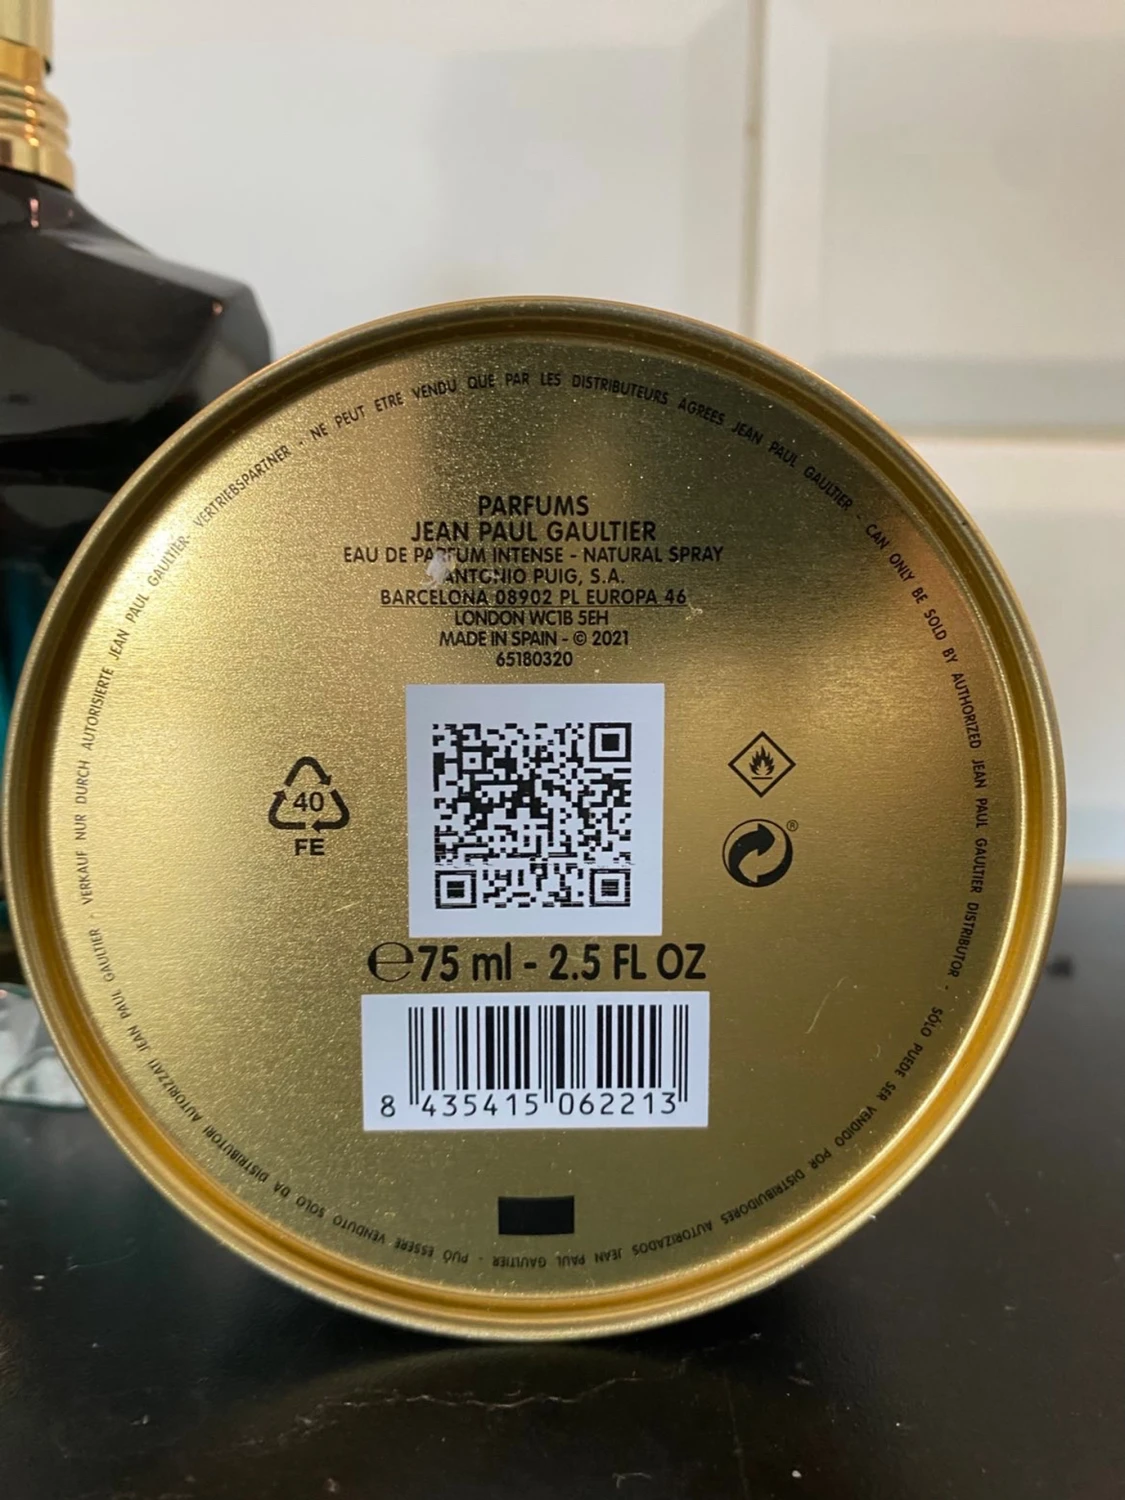 PARFUMS
JEAN PAUL GAULTIER
EAU DE PARFUM INTENSE - NATURAL SPRAY
ANTONIO PUIG, S.A.
BARCELONA 08902 PL EUROPA 46
LONDON WC1B 5EH
MADE IN SPAIN - © 2021
65180320
40
FE
®
℮75 ml - 2.5 FL OZ
8 435415 062213
NE PEUT ETRE VENDU QUE PAR LES DISTRIBUTEURS AGREES JEAN PAUL GAULTIER - CAN ONLY BE SOLD BY AUTHORIZED JEAN PAUL GAULTIER DISTRIBUTOR - SÓLO PUEDE SER VENDIDO POR DISTRIBUIDORES AUTORIZADOS JEAN PAUL GAULTIER - PUÓ ESSERE VENDUTO SOLO DA DISTRIBUTORI AUTORIZZATI JEAN PAUL GAULTIER - VERKAUF NUR DURCH AUTORISIERTE JEAN PAUL GAULTIER- VERTRIEBSPARTNER -